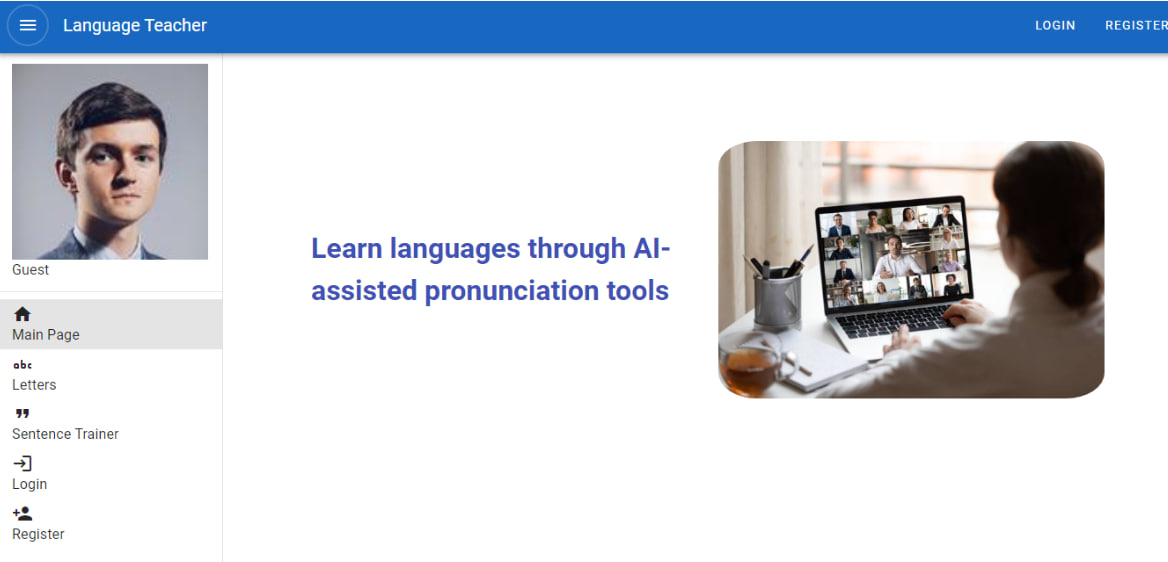 Language Teacher
LOGIN
REGISTER
Guest
Main Page
abc
Letters
Sentence Trainer
Login
Register
Learn languages through AI-
assisted pronunciation tools